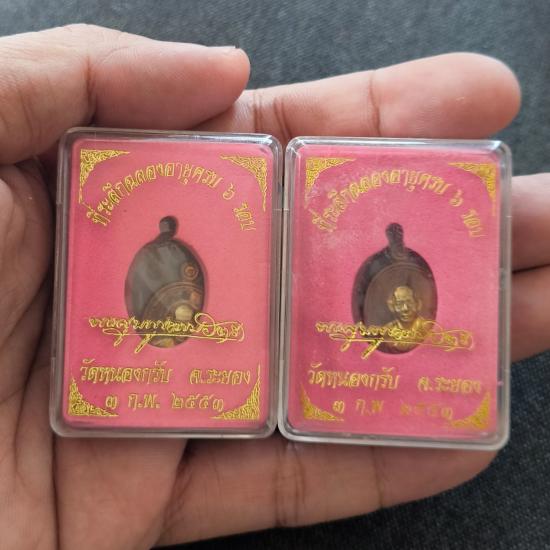 ที่ระลึกฉลองอายุครบ ๖ รอบ
วัดหนองกรับ จ.ระยอง
๓ ก.พ. ๒๕๕๓
ที่ระลึกฉลองอายุครบ ๖ รอบ
วัดหนองกรับ จ.ระยอง
๓ ก.พ ๒๕๕๓